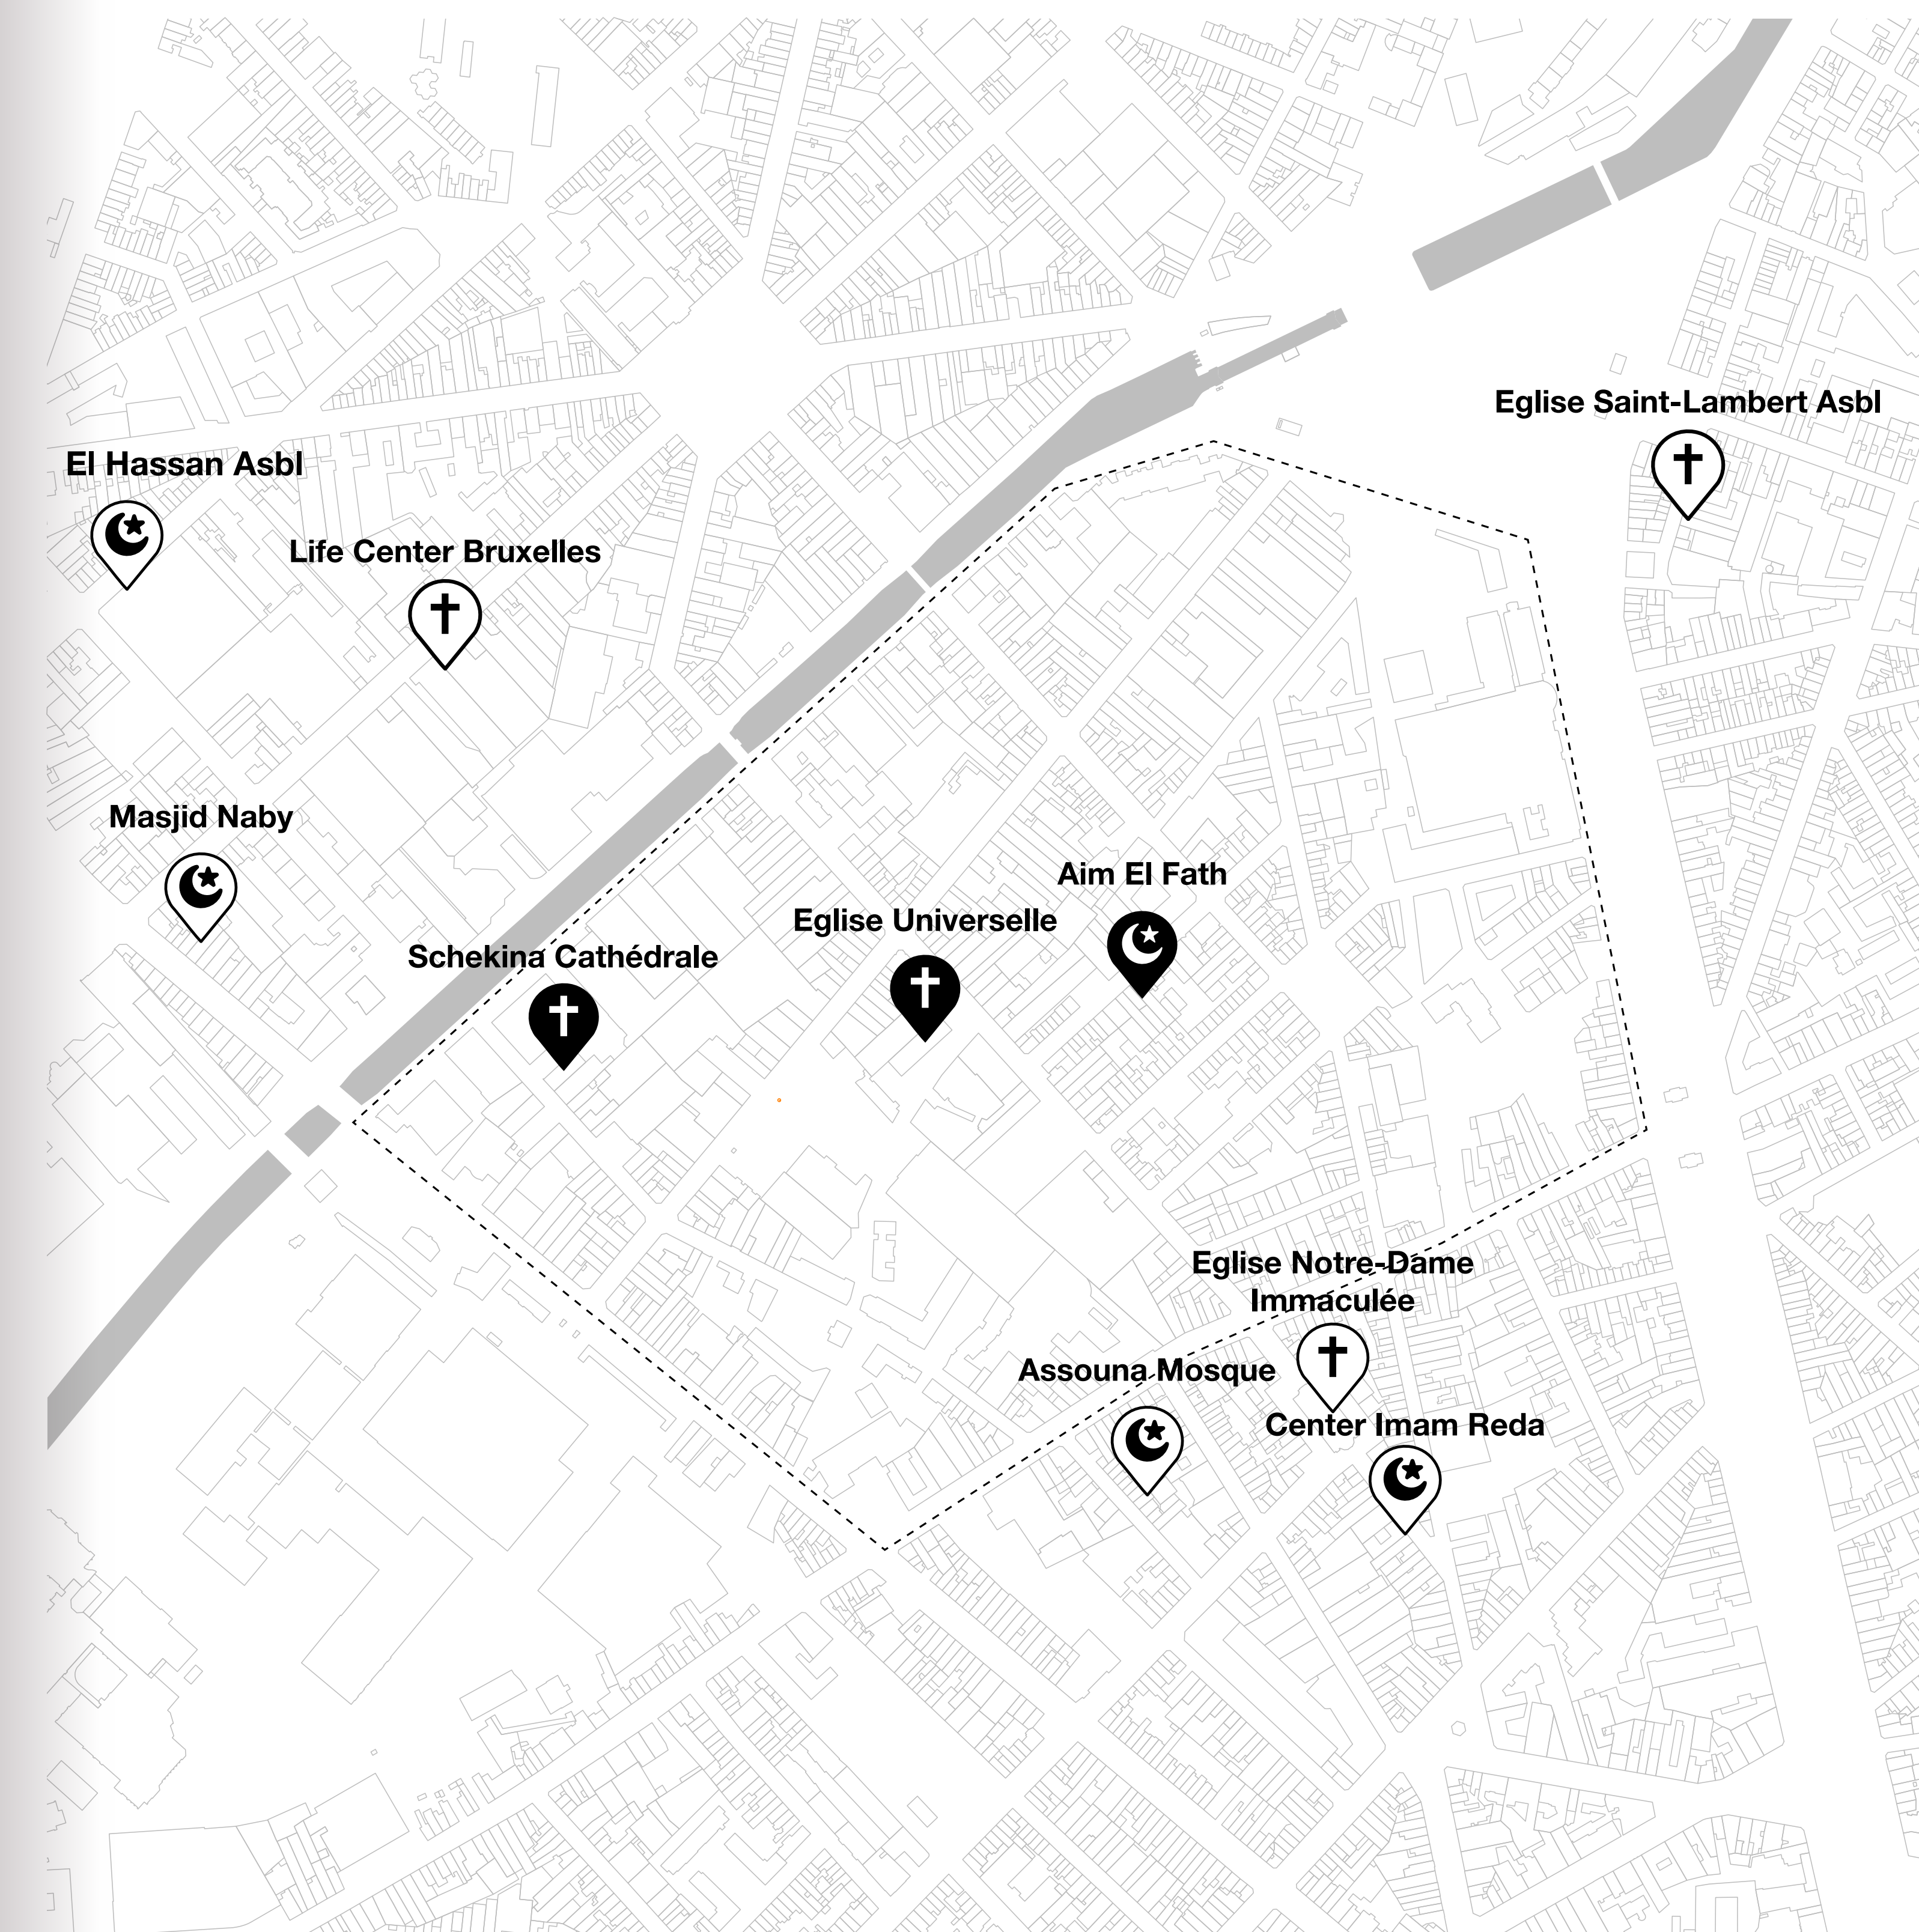 Eglise Saint-Lambert Asbl
El Hassan Asbl
Life Center Bruxelles
Masjid Naby
Aim El Fath
Eglise Universelle
Schekina Cathédrale
Eglise Notre-Dame
Immaculée
Assouna Mosque
Center Imam Reda